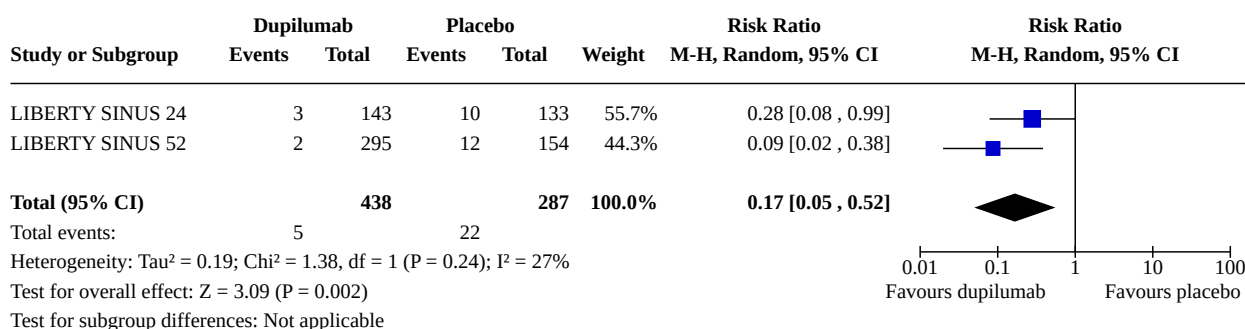 Dupilumab Placebo Risk Ratio Risk Ratio
Study or Subgroup Events Total Events Total Weight M-H, Random, 95% CI M-H, Random, 95% CI
LIBERTY SINUS 24 3 143 10 133 55.7% 0.28 [0.08 , 0.99]
LIBERTY SINUS 52 2 295 12 154 44.3% 0.09 [0.02 , 0.38]
Total (95% CI) 438 287 100.0% 0.17 [0.05 , 0.52]
Total events: 5 22
Heterogeneity: Tau² = 0.19; Chi² = 1.38, df = 1 (P = 0.24); I² = 27%
0.01 0.1 1 10 100
Test for overall effect: Z = 3.09 (P = 0.002) Favours dupilumab Favours placebo
Test for subgroup differences: Not applicable